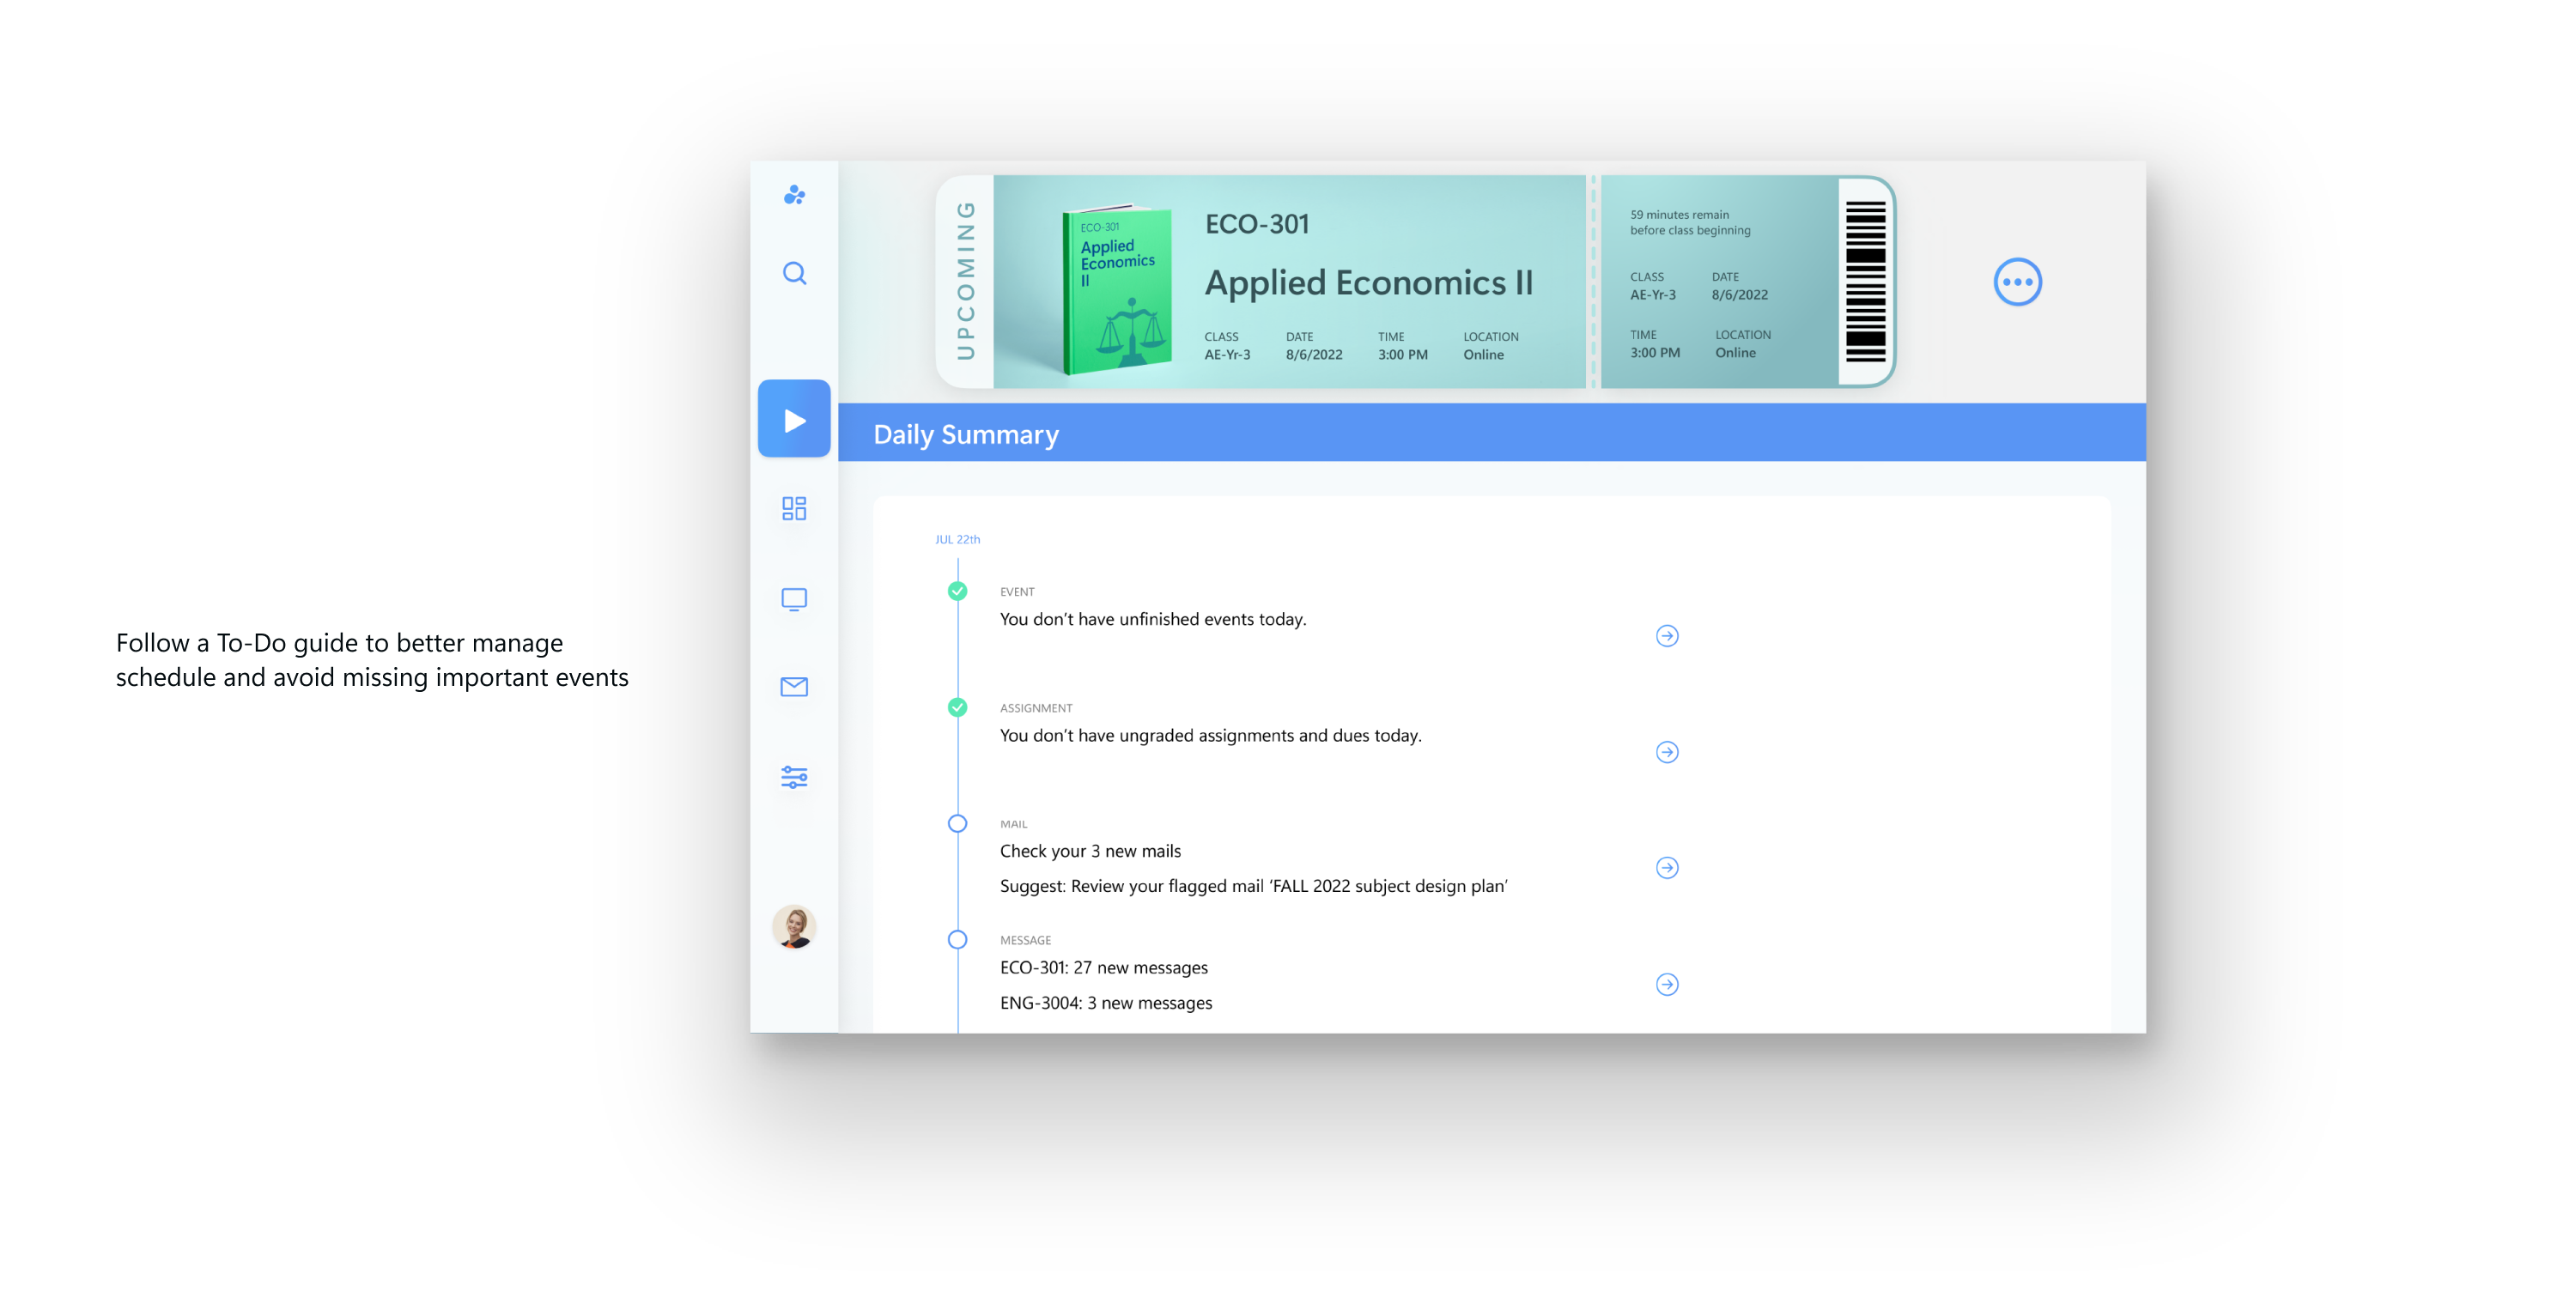 Follow a To-Do guide to better manage
schedule and avoid missing important events
UPCOMING
ECO-301
Applied
Economics
II
ECO-301
Applied Economics II
CLASS DATE TIME LOCATION
AE-Yr-3 8/6/2022 3:00 PM Online
59 minutes remain
before class beginning
CLASS DATE
AE-Yr-3 8/6/2022
TIME LOCATION
3:00 PM Online
Daily Summary
JUL 22th
EVENT
You don’t have unfinished events today.
ASSIGNMENT
You don’t have ungraded assignments and dues today.
MAIL
Check your 3 new mails
Suggest: Review your flagged mail ‘FALL 2022 subject design plan’
MESSAGE
ECO-301: 27 new messages
ENG-3004: 3 new messages